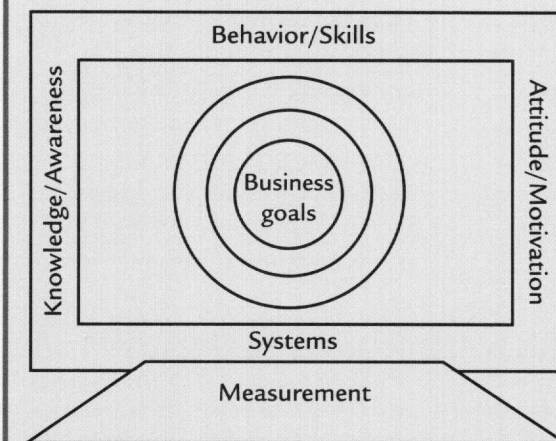 Behavior/Skills
Knowledge/Awareness
Business
goals
Attitude/Motivation
Systems
Measurement